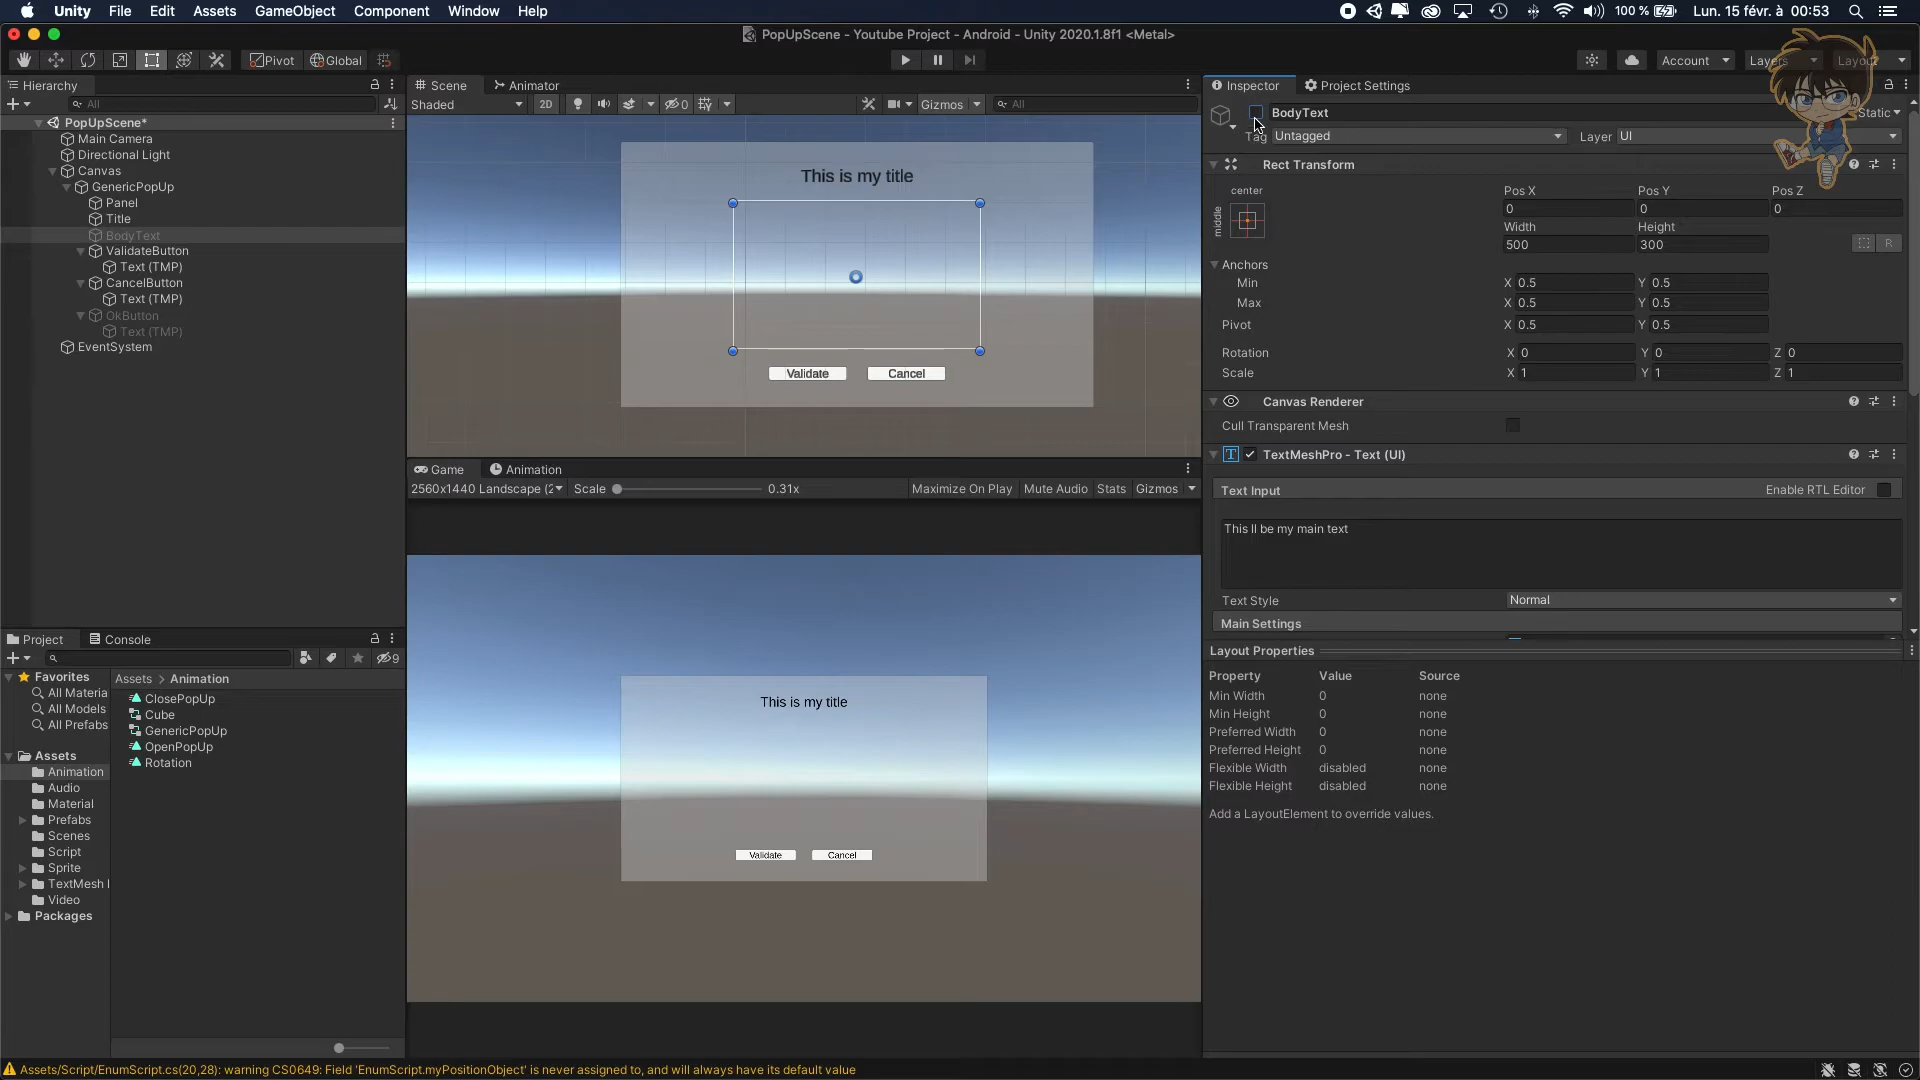 Unity File Edit Assets GameObject Component Window Help 100 % Lun. 15 févr. à 00:53
PopUpScene - Youtube Project - Android - Unity 2020.1.8f1 <Metal>
Pivot Global Account Layers
Hierarchy
All
PopUpScene*
Main Camera
Directional Light
Canvas
GenericPopUp
Panel
Title
BodyText
ValidateButton
Text (TMP)
CancelButton
Text (TMP)
OkButton
Text (TMP)
EventSystem
Scene Animator
Shaded 2D 0 Gizmos All
This is my title
Validate Cancel
Game Animation
2560x1440 Landscape (2 Scale 0.31x Maximize On Play Mute Audio Stats Gizmos
This is my title
Validate Cancel
Inspector Project Settings
BodyText Static
Tag Untagged Layer UI
Rect Transform
center Pos X Pos Y Pos Z
middle 0 0 0
Width Height
500 300
Anchors
Min X 0.5 Y 0.5
Max X 0.5 Y 0.5
Pivot X 0.5 Y 0.5
Rotation X 0 Y 0 Z 0
Scale X 1 Y 1 Z 1
Canvas Renderer
Cull Transparent Mesh
TextMeshPro - Text (UI)
Text Input Enable RTL Editor
This ll be my main text
Text Style Normal
Main Settings
Layout Properties
Property Value Source
Min Width 0 none
Min Height 0 none
Preferred Width 0 none
Preferred Height 0 none
Flexible Width disabled none
Flexible Height disabled none
Add a LayoutElement to override values.
Project Console
9
Favorites
All Materia
All Models
All Prefabs
Assets
Animation
Audio
Material
Prefabs
Scenes
Script
Sprite
TextMesh
Video
Packages
Assets > Animation
ClosePopUp
Cube
GenericPopUp
OpenPopUp
Rotation
Assets/Script/EnumScript.cs(20,28): warning CS0649: Field 'EnumScript.myPositionObject' is never assigned to, and will always have its default value